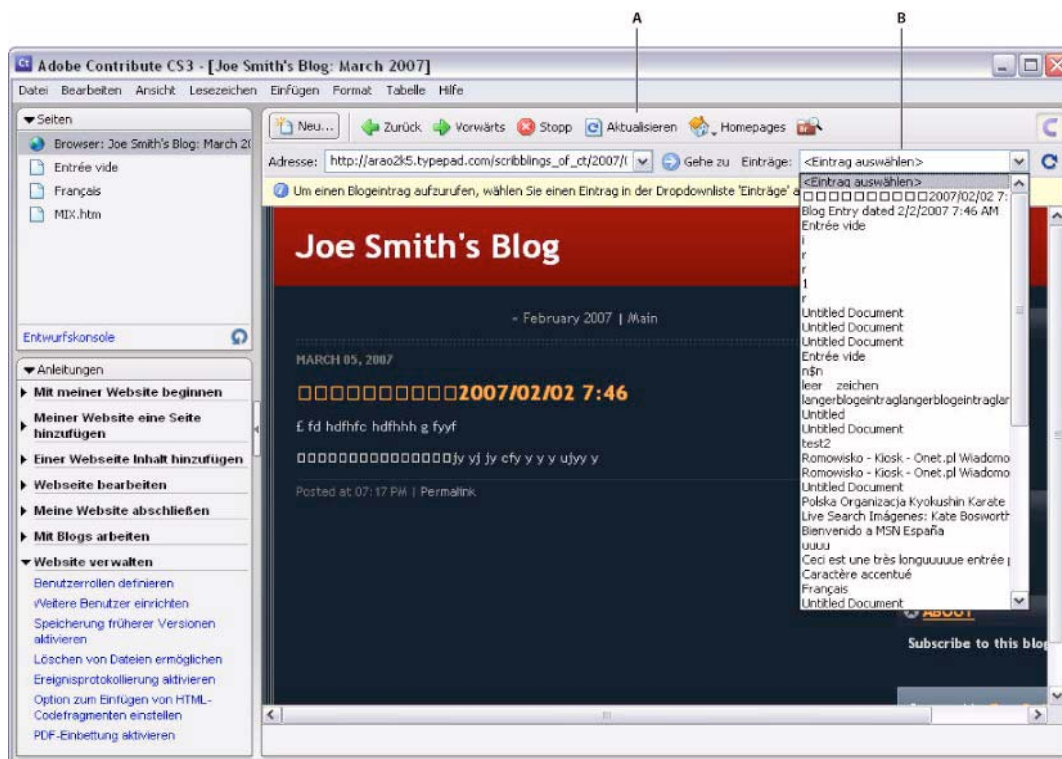 A B
Adobe Contribute CS3 - [Joe Smith's Blog: March 2007]
Datei Bearbeiten Ansicht Lesezeichen Einfügen Format Tabelle Hilfe
Seiten
Browser: Joe Smith's Blog: March 20
Entrée vide
Français
MIX.htm
Entwurfskonsole
Anleitungen
Mit meiner Website beginnen
Meiner Website eine Seite
hinzufügen
Einer Webseite Inhalt hinzufügen
Webseite bearbeiten
Meine Website abschließen
Mit Blogs arbeiten
Website verwalten
Benutzerrollen definieren
Weitere Benutzer einrichten
Speicherung früherer Versionen
aktivieren
Löschen von Dateien ermöglichen
Ereignisprotokollierung aktivieren
Option zum Einfügen von HTML-
Codefragmenten einstellen
PDF-Einbettung aktivieren
Neu... Zurück Vorwärts Stopp Aktualisieren Homepages
Adresse: http://arao2k5.typepad.com/scribblings_of_ct/2007/ Gehe zu Einträge: <Eintrag auswählen>
Um einen Blogeintrag aufzurufen, wählen Sie einen Eintrag in der Dropdownliste 'Einträge' a
Joe Smith's Blog
« February 2007 | Main
MARCH 05, 2007
□□□□□□□□□□2007/02/02 7:46
£ fd hdfhfc hdfhhh g fyyf
□□□□□□□□□□□□□□□jy yj jy cfy y y y ujyy y
Posted at 07:17 PM | Permalink
<Eintrag auswählen>
□□□□□□□□□□2007/02/02 7:
Blog Entry dated 2/2/2007 7:46 AM
Entrée vide
i
r
r
1
r
Untitled Document
Untitled Document
Untitled Document
Entrée vide
n$n
leer zeichen
langerblogeintraglangerblogeintraglan
Untitled
Untitled Document
test2
Romowisko - Kiosk - Onet.pl Wiadomo
Romowisko - Kiosk - Onet.pl Wiadomo
Untitled Document
Polska Organizacja Kyokushin Karate
Live Search Imágenes: Kate Bosworth
Bienvenido a MSN España
uuuu
Ceci est une très longuuuuue entrée p
Caractère accentué
Français
Untitled Document
ABOUT
Subscribe to this blog